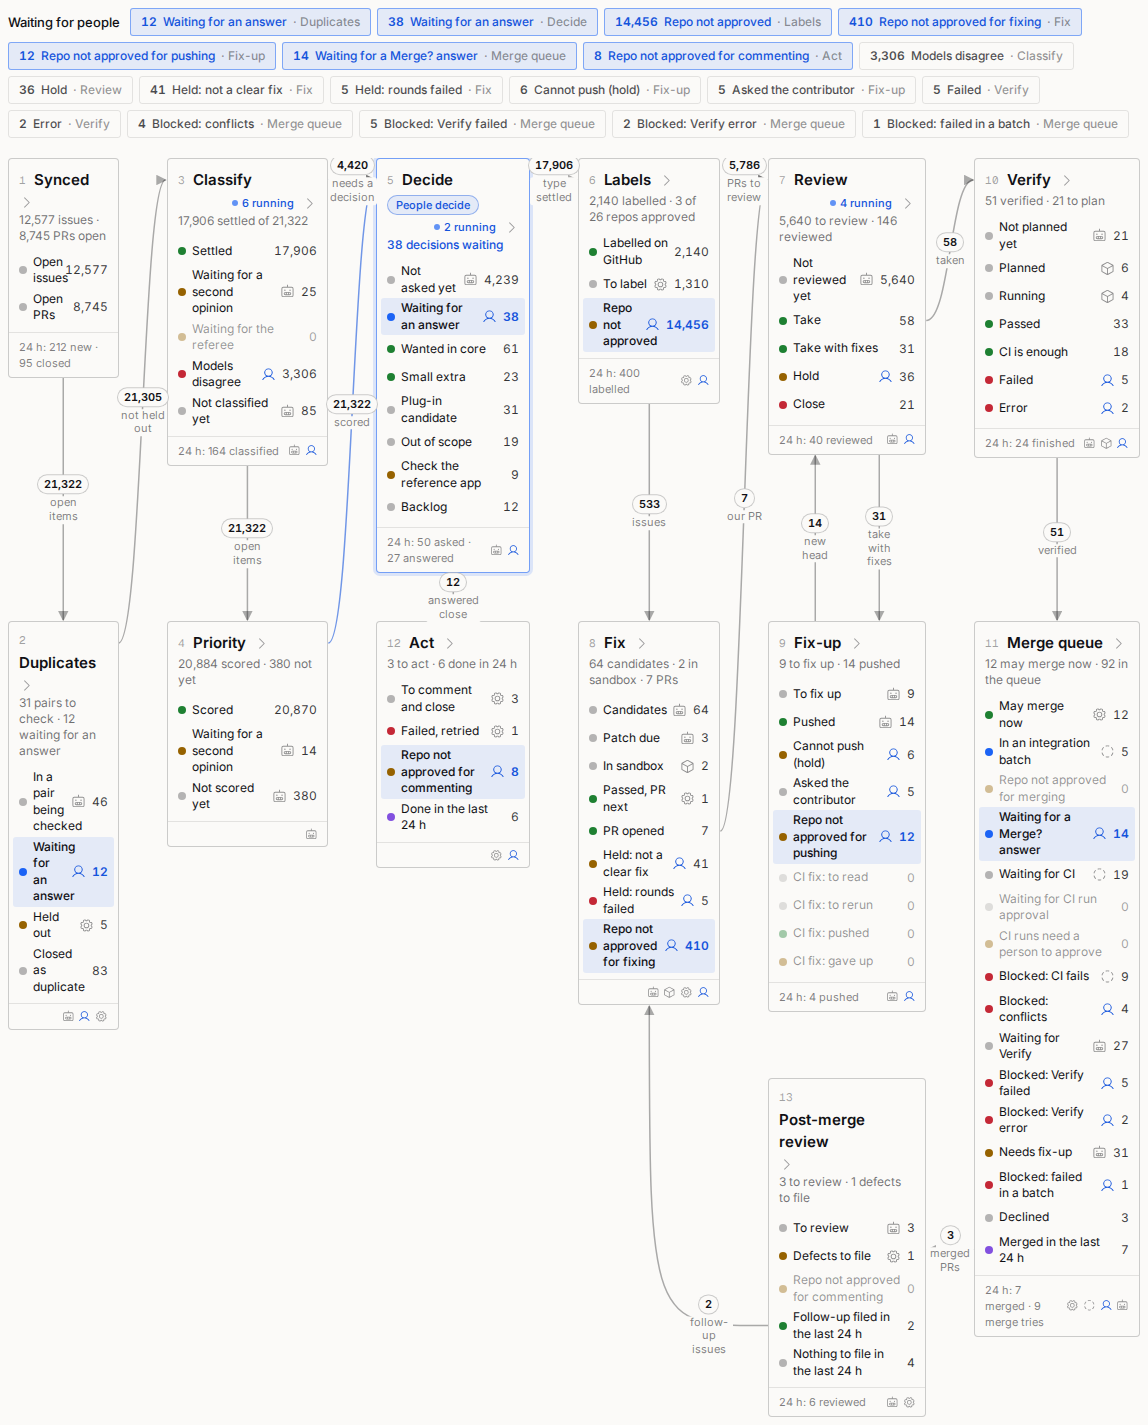 Waiting for people
12 Waiting for an answer · Duplicates
38 Waiting for an answer · Decide
14,456 Repo not approved · Labels
410 Repo not approved for fixing · Fix
12 Repo not approved for pushing · Fix-up
14 Waiting for a Merge? answer · Merge queue
8 Repo not approved for commenting · Act
3,306 Models disagree · Classify
36 Hold · Review
41 Held: not a clear fix · Fix
5 Held: rounds failed · Fix
6 Cannot push (hold) · Fix-up
5 Asked the contributor · Fix-up
5 Failed · Verify
2 Error · Verify
4 Blocked: conflicts · Merge queue
5 Blocked: Verify failed · Merge queue
2 Blocked: Verify error · Merge queue
1 Blocked: failed in a batch · Merge queue
1 Synced
12,577 issues ·
8,745 PRs open
Open
issues 12,577
Open
PRs 8,745
24 h: 212 new ·
95 closed
21,322
open
items
21,305
not held
out
3 Classify
6 running
17,906 settled of 21,322
Settled 17,906
Waiting for a
second
opinion 25
Waiting for the
referee 0
Models
disagree 3,306
Not classified
yet 85
24 h: 164 classified
21,322
open
items
4,420
needs a
decision
21,322
scored
5 Decide
People decide
2 running
38 decisions waiting
Not
asked yet 4,239
Waiting for
an answer 38
Wanted in core 61
Small extra 23
Plug-in
candidate 31
Out of scope 19
Check the
reference app 9
Backlog 12
24 h: 50 asked ·
27 answered
12
answered
close
17,906
type
settled
6 Labels
2,140 labelled · 3 of
26 repos approved
Labelled on
GitHub 2,140
To label 1,310
Repo
not
approved 14,456
24 h: 400
labelled
533
issues
5,786
PRs to
review
7
our PR
7 Review
4 running
5,640 to review · 146
reviewed
Not
reviewed
yet 5,640
Take 58
Take with fixes 31
Hold 36
Close 21
24 h: 40 reviewed
14
new
head
31
take
with
fixes
58
taken
10 Verify
51 verified · 21 to plan
Not planned
yet 21
Planned 6
Running 4
Passed 33
CI is enough 18
Failed 5
Error 2
24 h: 24 finished
51
verified
2
Duplicates
31 pairs to
check · 12
waiting for an
answer
In a
pair
being
checked 46
Waiting
for
an
answer 12
Held
out 5
Closed
as
duplicate 83
4 Priority
20,884 scored · 380 not
yet
Scored 20,870
Waiting for a
second
opinion 14
Not scored
yet 380
12 Act
3 to act · 6 done in 24 h
To comment
and close 3
Failed, retried 1
Repo not
approved for
commenting 8
Done in the last
24 h 6
8 Fix
64 candidates · 2 in
sandbox · 7 PRs
Candidates 64
Patch due 3
In sandbox 2
Passed, PR
next 1
PR opened 7
Held: not a
clear fix 41
Held: rounds
failed 5
Repo not
approved
for fixing 410
9 Fix-up
9 to fix up · 14 pushed
To fix up 9
Pushed 14
Cannot push
(hold) 6
Asked the
contributor 5
Repo not
approved for
pushing 12
CI fix: to read 0
CI fix: to rerun 0
CI fix: pushed 0
CI fix: gave up 0
24 h: 4 pushed
11 Merge queue
12 may merge now · 92 in
the queue
May merge
now 12
In an integration
batch 5
Repo not approved
for merging 0
Waiting for a
Merge?
answer 14
Waiting for CI 19
Waiting for CI run
approval 0
CI runs need a
person to approve 0
Blocked: CI fails 9
Blocked:
conflicts 4
Waiting for
Verify 27
Blocked: Verify
failed 5
Blocked: Verify
error 2
Needs fix-up 31
Blocked: failed
in a batch 1
Declined 3
Merged in the last
24 h 7
24 h: 7
merged · 9
merge tries
13
Post-merge
review
3 to review · 1 defects
to file
To review 3
Defects to file 1
Repo not approved
for commenting 0
Follow-up filed in
the last 24 h 2
Nothing to file in
the last 24 h 4
24 h: 6 reviewed
3
merged
PRs
2
follow-
up
issues